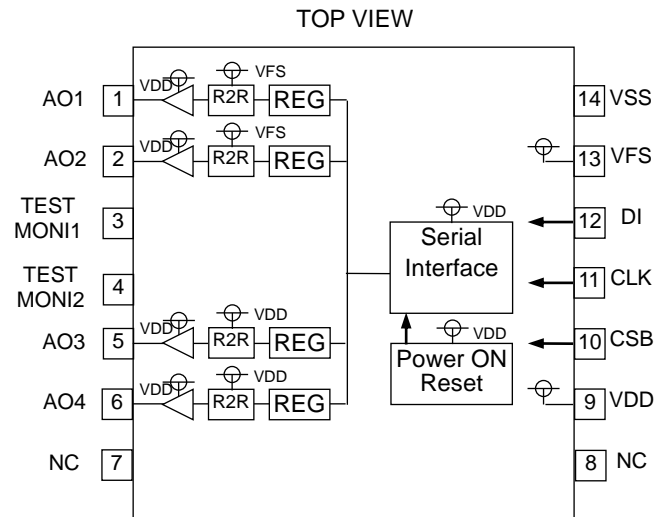 TOP VIEW
AO1 1 VDD R2R VFS REG 14 VSS
AO2 2 VDD R2R VFS REG 13 VFS
TEST
MONI1
3
VDD
Serial
Interface
12 DI
TEST
MONI2
4
11 CLK
AO3 5 VDD R2R VDD REG
VDD
Power ON
Reset
10 CSB
AO4 6 VDD R2R VDD REG 9 VDD
NC 7 8 NC